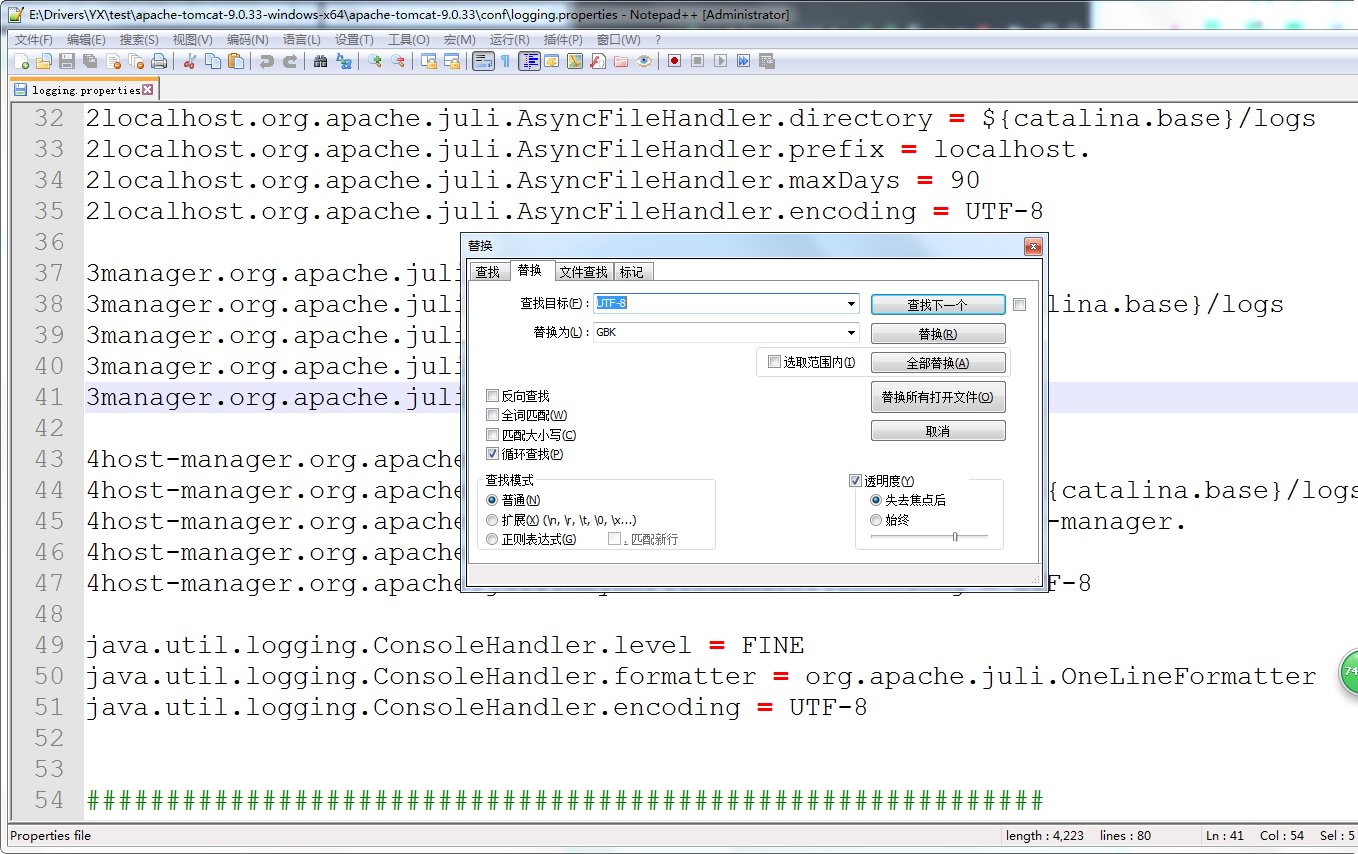 E:\Drivers\YX\test\apache-tomcat-9.0.33-windows-x64\apache-tomcat-9.0.33\conf\logging.properties - Notepad++ [Administrator]
文件(F) 编辑(E) 搜索(S) 视图(V) 编码(N) 语言(L) 设置(T) 工具(O) 宏(M) 运行(R) 插件(P) 窗口(W) ?
logging.properties
32 2localhost.org.apache.juli.AsyncFileHandler.directory = ${catalina.base}/logs
33 2localhost.org.apache.juli.AsyncFileHandler.prefix = localhost.
34 2localhost.org.apache.juli.AsyncFileHandler.maxDays = 90
35 2localhost.org.apache.juli.AsyncFileHandler.encoding = UTF-8
36
37 3manager.org.apache.juli
38 3manager.org.apache.juli alina.base}/logs
39 3manager.org.apache.juli
40 3manager.org.apache.juli
41 3manager.org.apache.juli
42
43 4host-manager.org.apache
44 4host-manager.org.apache {catalina.base}/logs
45 4host-manager.org.apache -manager.
46 4host-manager.org.apache
47 4host-manager.org.apache F-8
48
49 java.util.logging.ConsoleHandler.level = FINE
50 java.util.logging.ConsoleHandler.formatter = org.apache.juli.OneLineFormatter
51 java.util.logging.ConsoleHandler.encoding = UTF-8
52
53
54 ############################################################
替换
查找 替换 文件查找 标记
查找目标(F) : UTF-8 查找下一个
替换为(L) : GBK 替换(R)
选取范围内(I) 全部替换(A)
替换所有打开文件(O)
取消
反向查找
全词匹配(W)
匹配大小写(C)
循环查找(P)
查找模式
普通(N)
扩展(X) (\n, \r, \t, \0, \x...)
正则表达式(G) . 匹配新行
透明度(Y)
失去焦点后
始终
74
Properties file length : 4,223 lines : 80 Ln : 41 Col : 54 Sel : 5